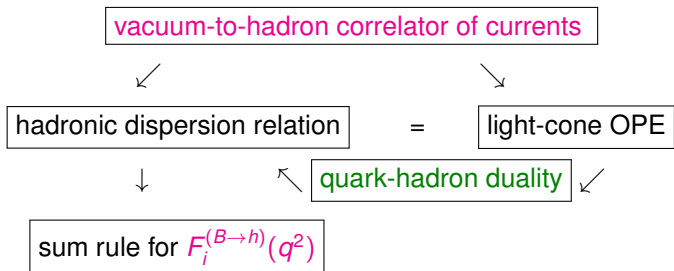 vacuum-to-hadron correlator of currents
↙ ↘
hadronic dispersion relation = light-cone OPE
↓ ↖ quark-hadron duality ↙
sum rule for $F_i^{(B \to h)}(q^2)$